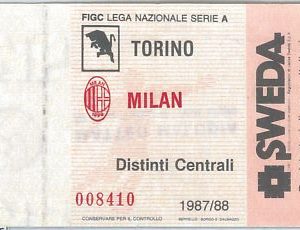 FIGC LEGA NAZIONALE SERIE A
TORINO
MILAN
Distinti Centrali
008410
1987/88
CONSERVARE PER IL CONTROLLO
SWEDA